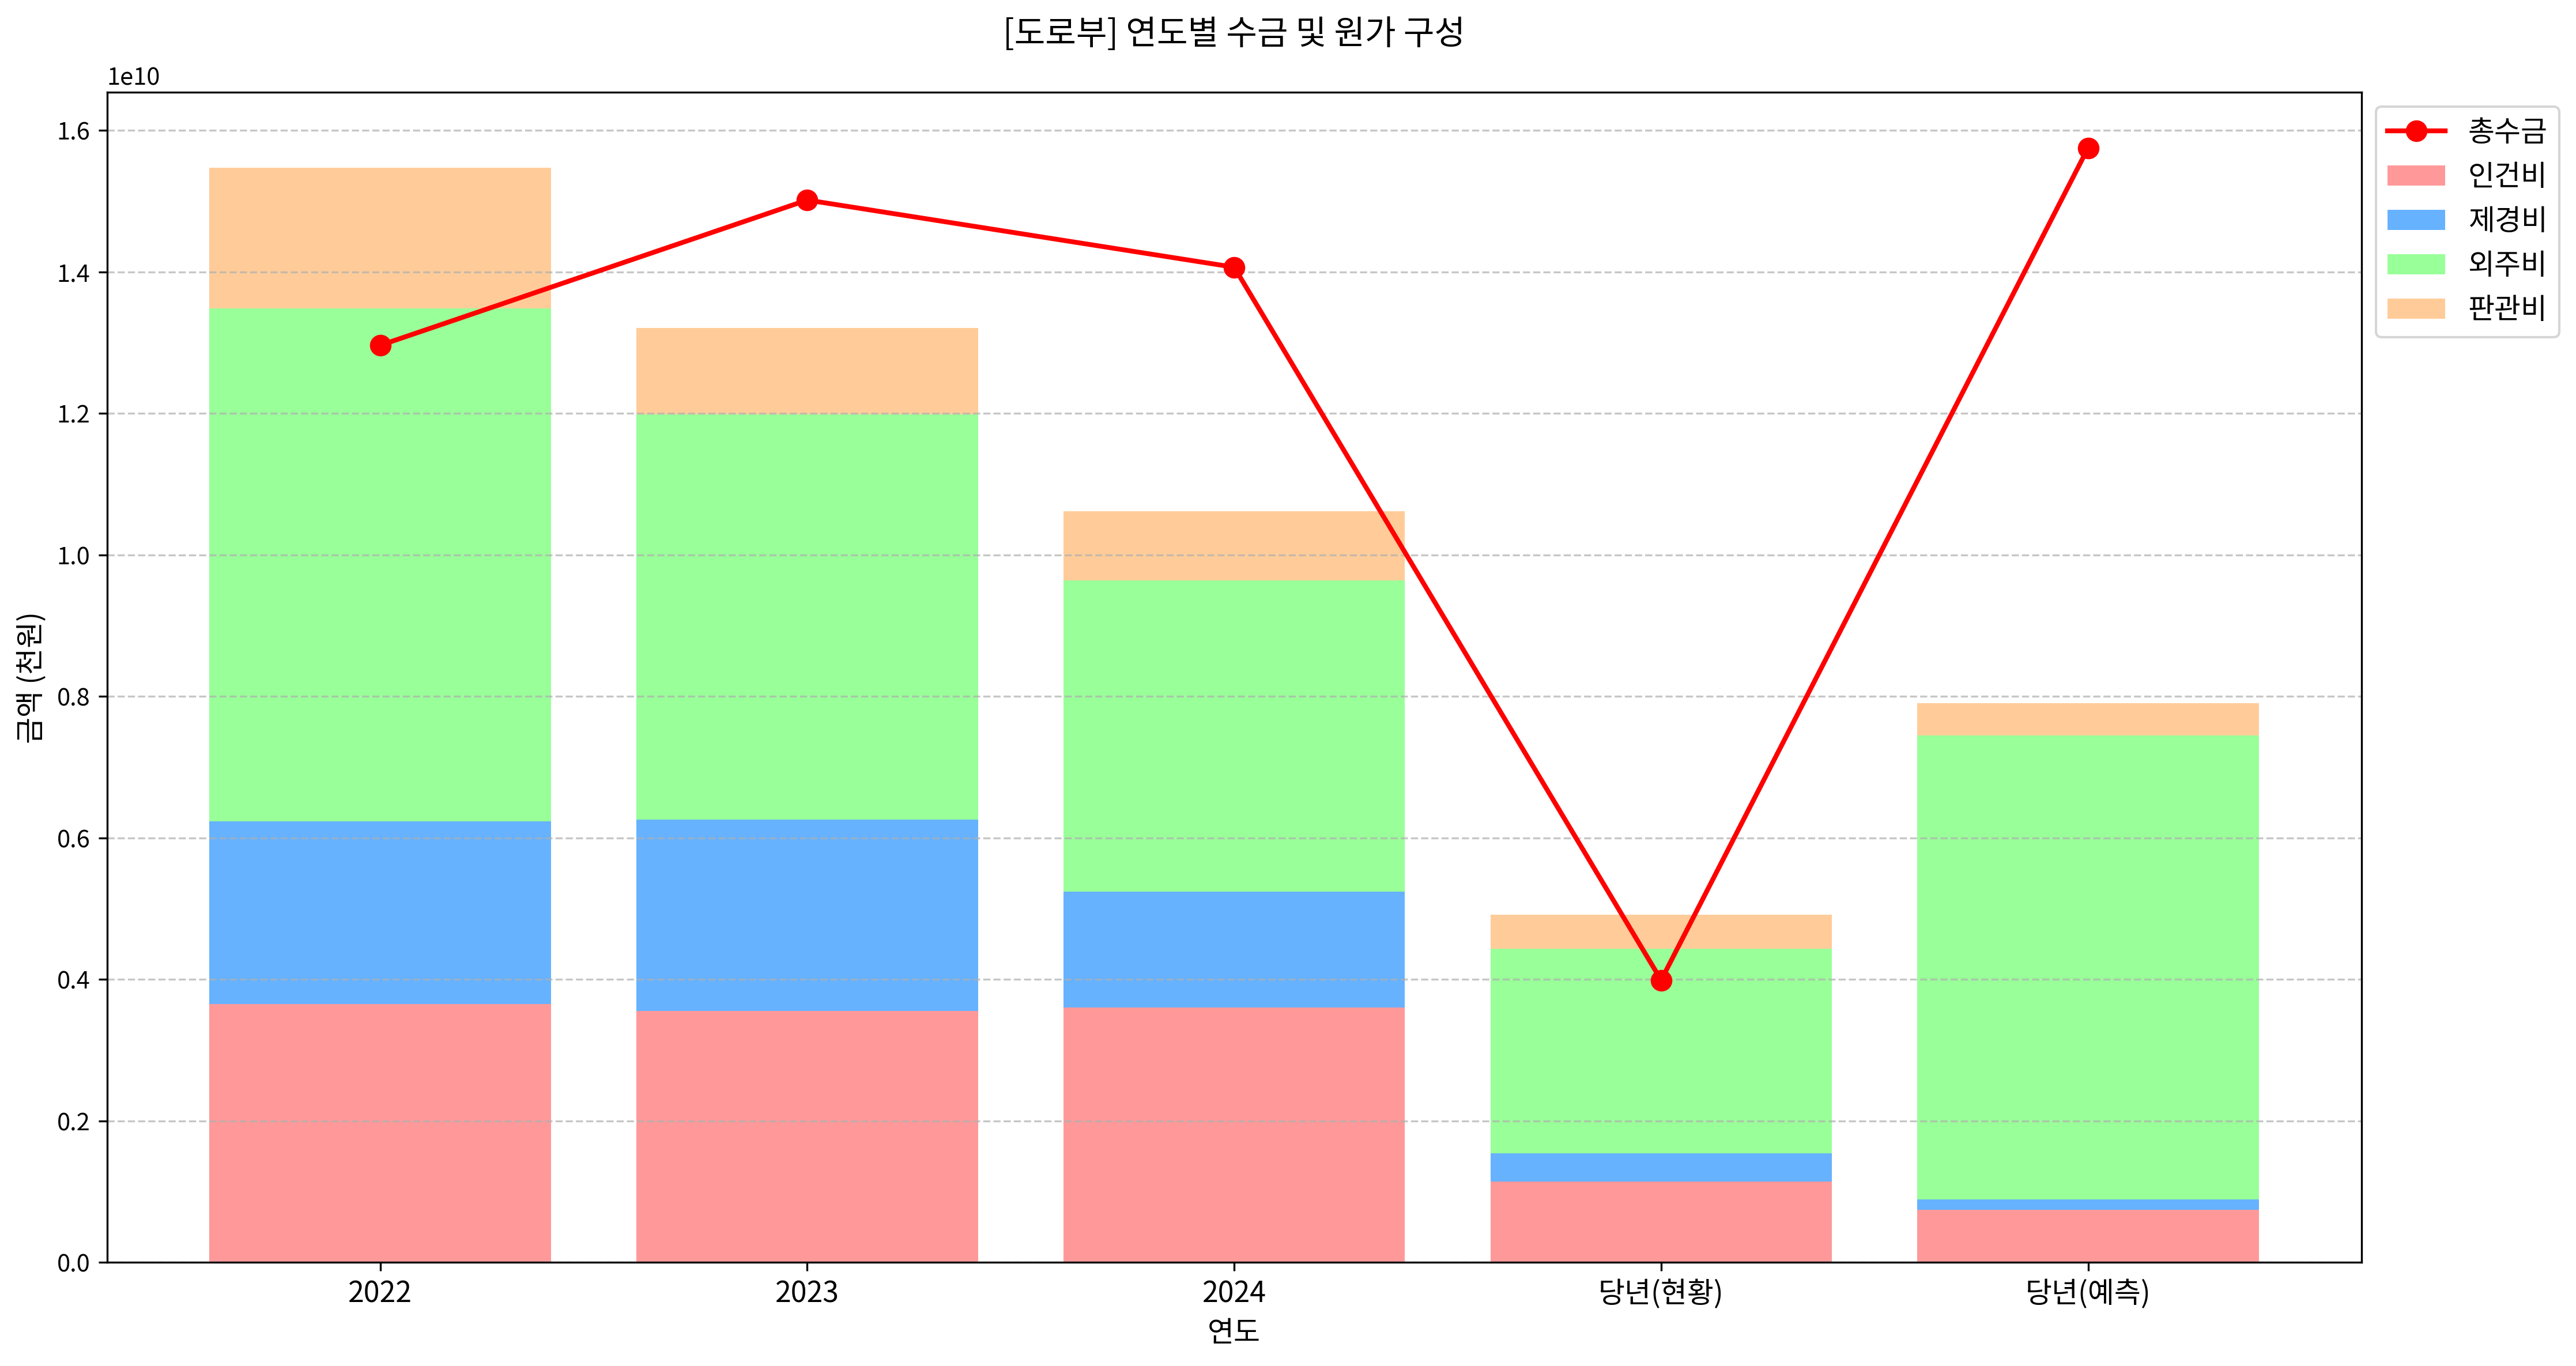 [도로부] 연도별 수금 및 원가 구성
1e10
1.6
1.4
1.2
1.0
0.8
0.6
0.4
0.2
0.0
금액 (천원)
2022
2023
2024
당년(현황)
당년(예측)
연도
총수금
인건비
제경비
외주비
판관비